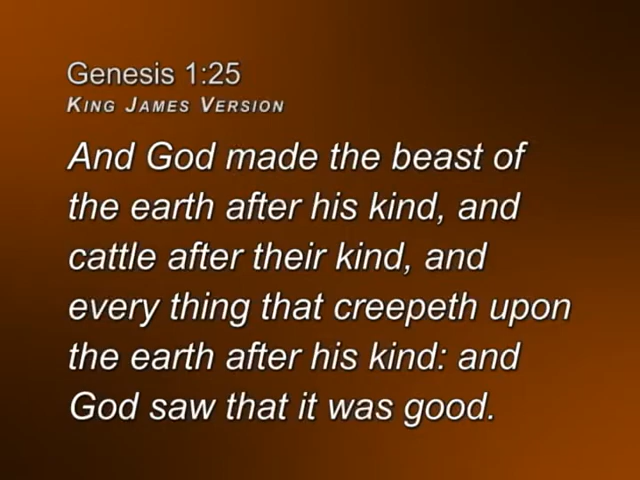 Genesis 1:25
KING JAMES VERSION
And God made the beast of
the earth after his kind, and
cattle after their kind, and
every thing that creepeth upon
the earth after his kind: and
God saw that it was good.